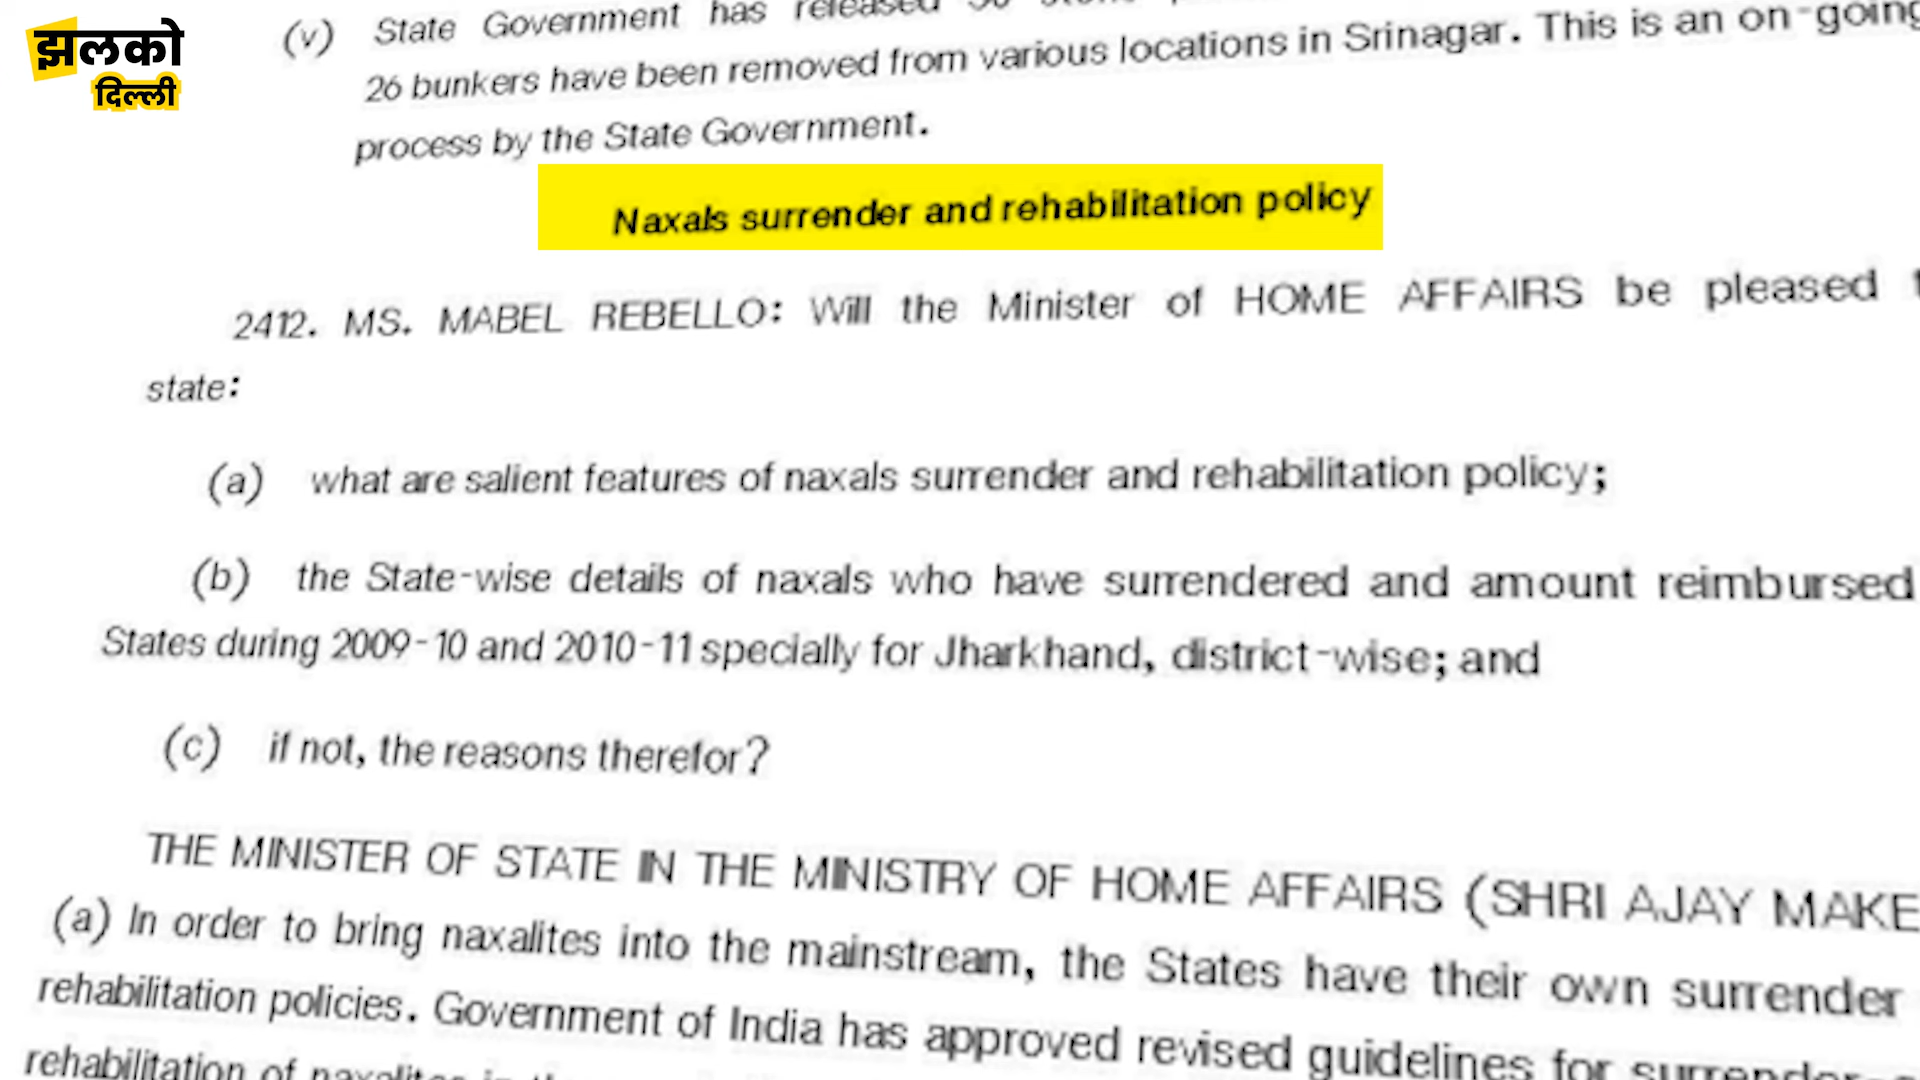 झलको
दिल्ली
(v) State Government has released
26 bunkers have been removed from various locations in Srinagar. This is an on-going
process by the State Government.
Naxals surrender and rehabilitation policy
2412. MS. MABEL REBELLO: Will the Minister of HOME AFFAIRS be pleased
state:
(a) what are salient features of naxals surrender and rehabilitation policy;
(b) the State-wise details of naxals who have surrendered and amount reimbursed
States during 2009-10 and 2010-11 specially for Jharkhand, district-wise; and
(c) if not, the reasons therefor?
THE MINISTER OF STATE IN THE MINISTRY OF HOME AFFAIRS (SHRI AJAY MAKE
(a) In order to bring naxalites into the mainstream, the States have their own surrender
rehabilitation policies. Government of India has approved revised guidelines for surrender
rehabilitation of naxalites in